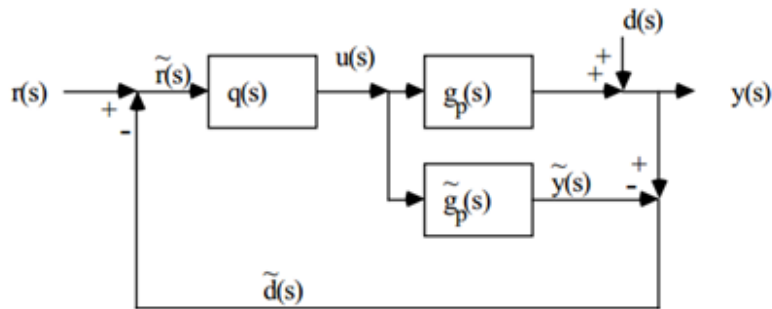 d(s)
r(s) + - r̃(s) q(s) u(s) gp(s) + + y(s)
g̃p(s) ỹ(s) + -
d̃(s)